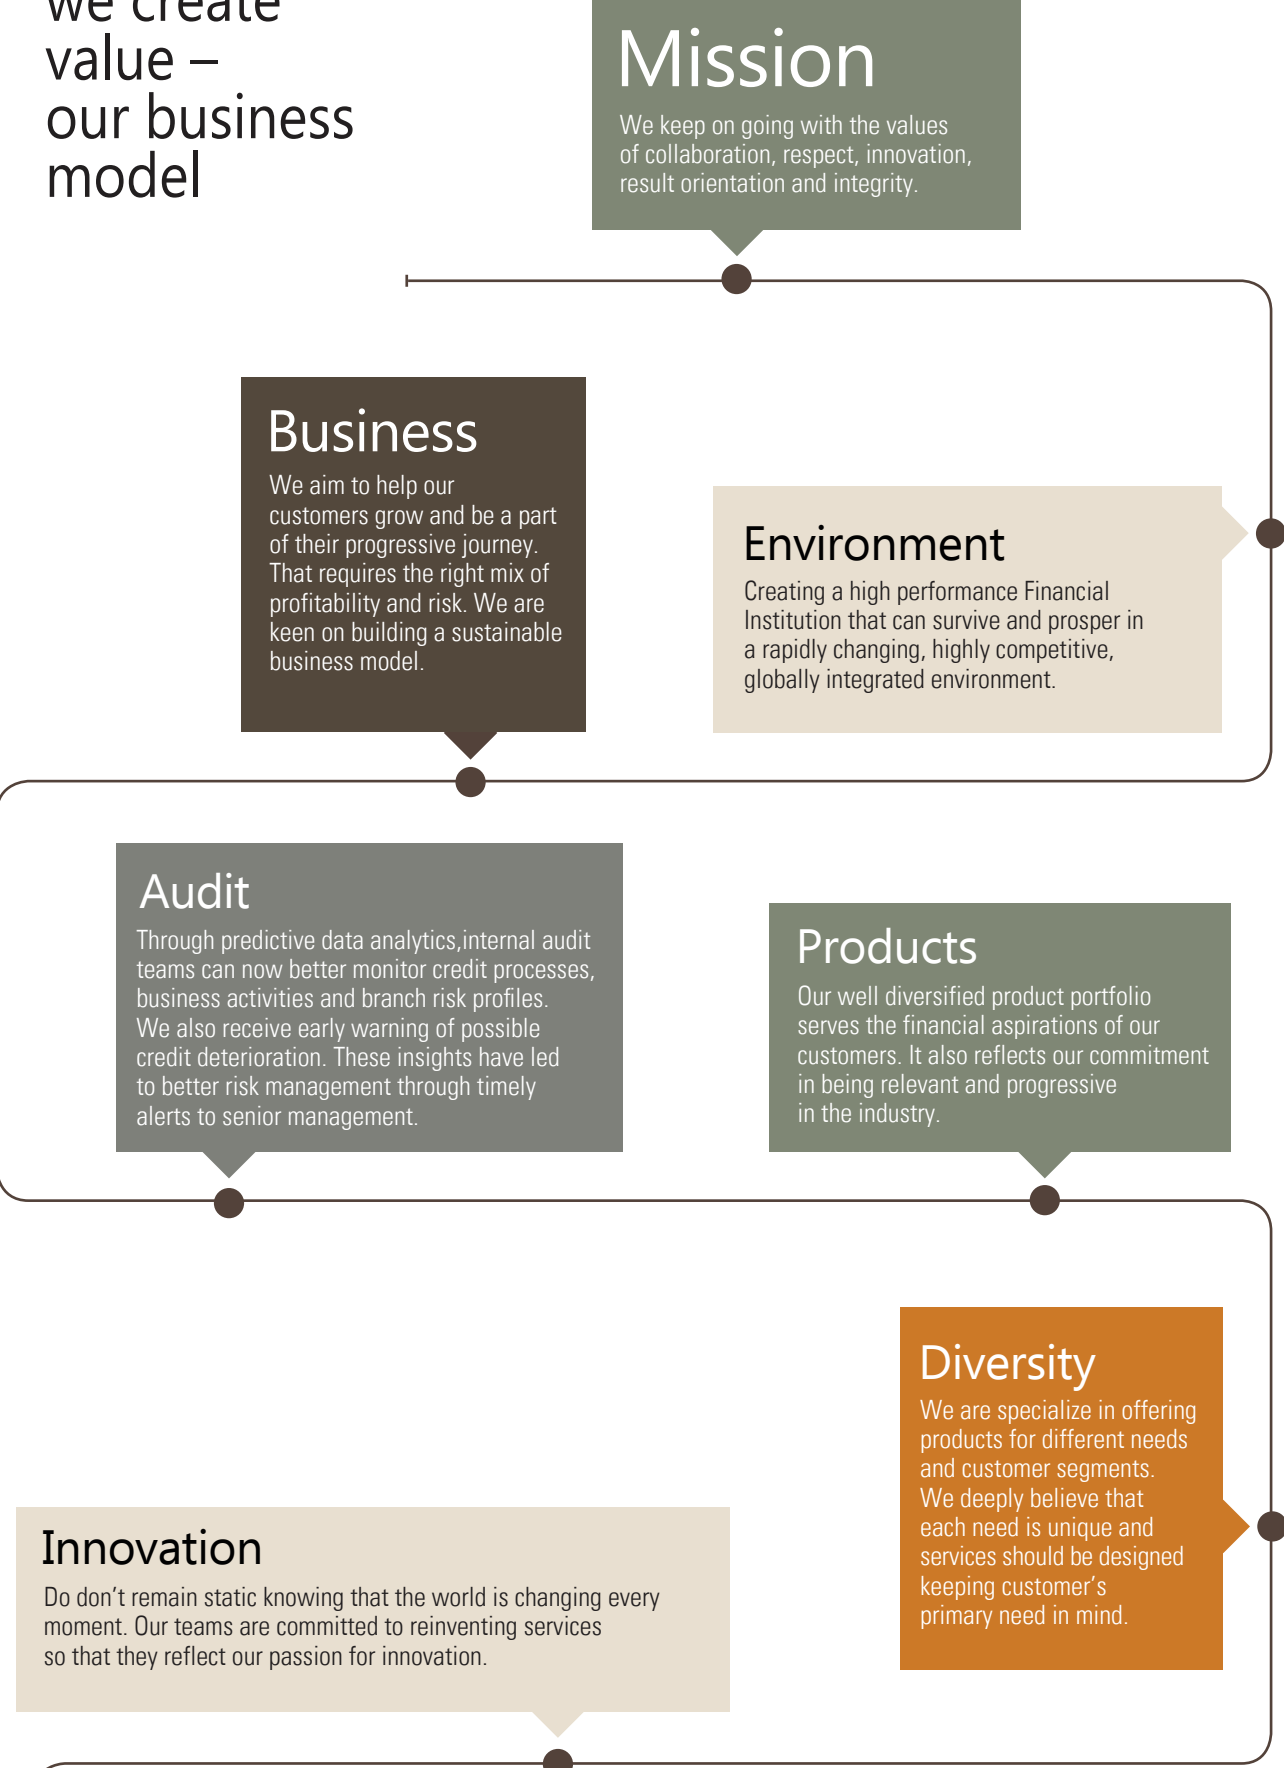 we create
value –
our business
model
Mission
We keep on going with the values
of collaboration, respect, innovation,
result orientation and integrity.
Business
We aim to help our
customers grow and be a part
of their progressive journey.
That requires the right mix of
profitability and risk. We are
keen on building a sustainable
business model.
Environment
Creating a high performance Financial
Institution that can survive and prosper in
a rapidly changing, highly competitive,
globally integrated environment.
Audit
Through predictive data analytics,internal audit
teams can now better monitor credit processes,
business activities and branch risk profiles.
We also receive early warning of possible
credit deterioration. These insights have led
to better risk management through timely
alerts to senior management.
Products
Our well diversified product portfolio
serves the financial aspirations of our
customers. It also reflects our commitment
in being relevant and progressive
in the industry.
Diversity
We are specialize in offering
products for different needs
and customer segments.
We deeply believe that
each need is unique and
services should be designed
keeping customer's
primary need in mind.
Innovation
Do don't remain static knowing that the world is changing every
moment. Our teams are committed to reinventing services
so that they reflect our passion for innovation.